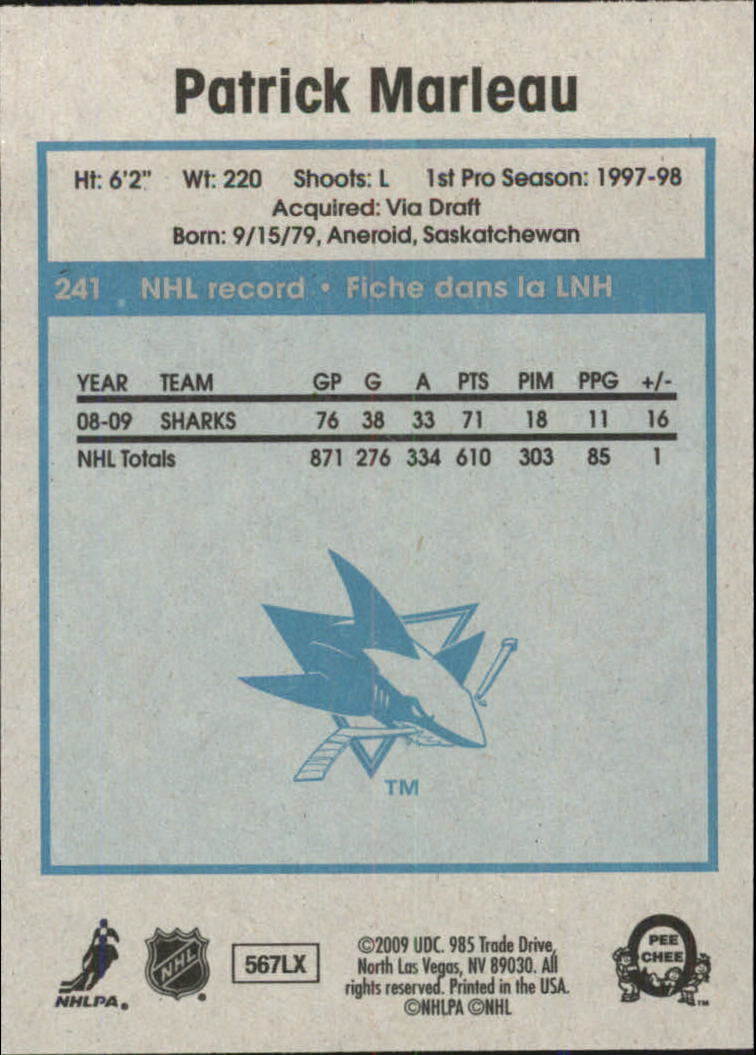 Patrick Marleau
Ht: 6'2" Wt: 220 Shoots: L 1st Pro Season: 1997-98
Acquired: Via Draft
Born: 9/15/79, Aneroid, Saskatchewan
241 NHL record • Fiche dans la LNH
YEAR TEAM GP G A PTS PIM PPG +/-
08-09 SHARKS 76 38 33 71 18 11 16
NHL Totals 871 276 334 610 303 85 1
TM
NHLPA®
NHL
567LX
©2009 UDC. 985 Trade Drive,
North Las Vegas, NV 89030. All
rights reserved. Printed in the USA.
©NHLPA ©NHL
O
PEE
CHEE
TM